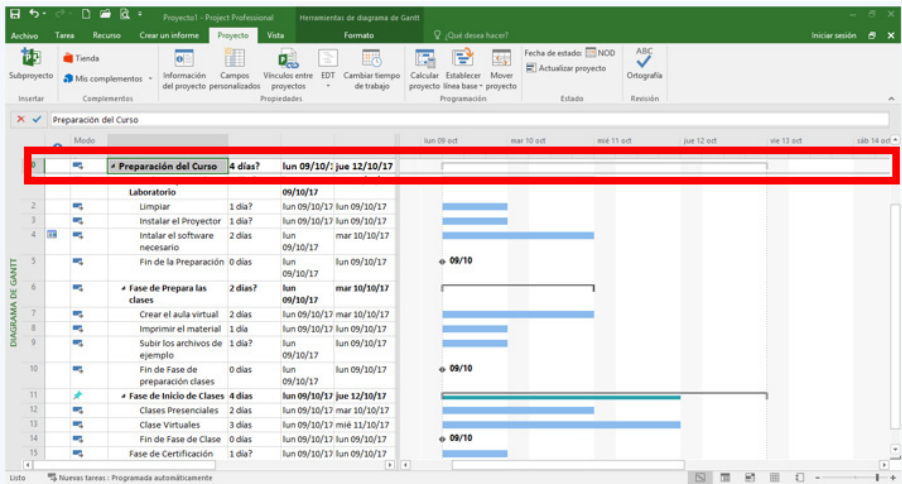 Proyecto1 - Project Professional
Herramientas de diagrama de Gantt
Archivo Tarea Recurso Crear un informe Proyecto Vista Formato ¿Qué desea hacer? Iniciar sesión
Subproyecto
Tienda
Mis complementos
Información del proyecto
Campos personalizados
Vínculos entre proyectos
EDT
Cambiar tiempo de trabajo
Calcular proyecto
Establecer línea base
Mover proyecto
Fecha de estado: NOD
Actualizar proyecto
ABC
Ortografía
Insertar Complementos Propiedades Programación Estado Revisión
Preparación del Curso
Modo
lun 09 oct mar 10 oct mié 11 oct jue 12 oct vie 13 oct sáb 14 oct
0 Preparación del Curso 4 días? lun 09/10/1 jue 12/10/17
Laboratorio 09/10/17
2 Limpiar 1 día? lun 09/10/17 lun 09/10/17
3 Instalar el Proyector 1 día? lun 09/10/17 lun 09/10/17
4 Intalar el software 2 días lun mar 10/10/17
necesario 09/10/17
5 Fin de la Preparación 0 días lun lun 09/10/17 09/10
09/10/17
6 Fase de Prepara las 2 días? lun mar 10/10/17
clases 09/10/17
7 Crear el aula virtual 2 días lun 09/10/17 mar 10/10/17
8 Imprimir el material 1 día lun 09/10/17 lun 09/10/17
9 Subir los archivos de 1 día? lun lun 09/10/17
ejemplo 09/10/17
10 Fin de Fase de 0 días lun lun 09/10/17 09/10
preparación clases 09/10/17
11 Fase de Inicio de Clases 4 días lun 09/10/17 jue 12/10/17
12 Clases Presenciales 2 días lun 09/10/17 mar 10/10/17
13 Clase Virtuales 3 días lun 09/10/17 mié 11/10/17
14 Fin de Fase de Clase 0 días lun 09/10/17 lun 09/10/17 09/10
15 Fase de Certificación 1 día? lun 09/10/17 lun 09/10/17
DIAGRAMA DE GANTT
Listo Nuevas tareas : Programada automáticamente